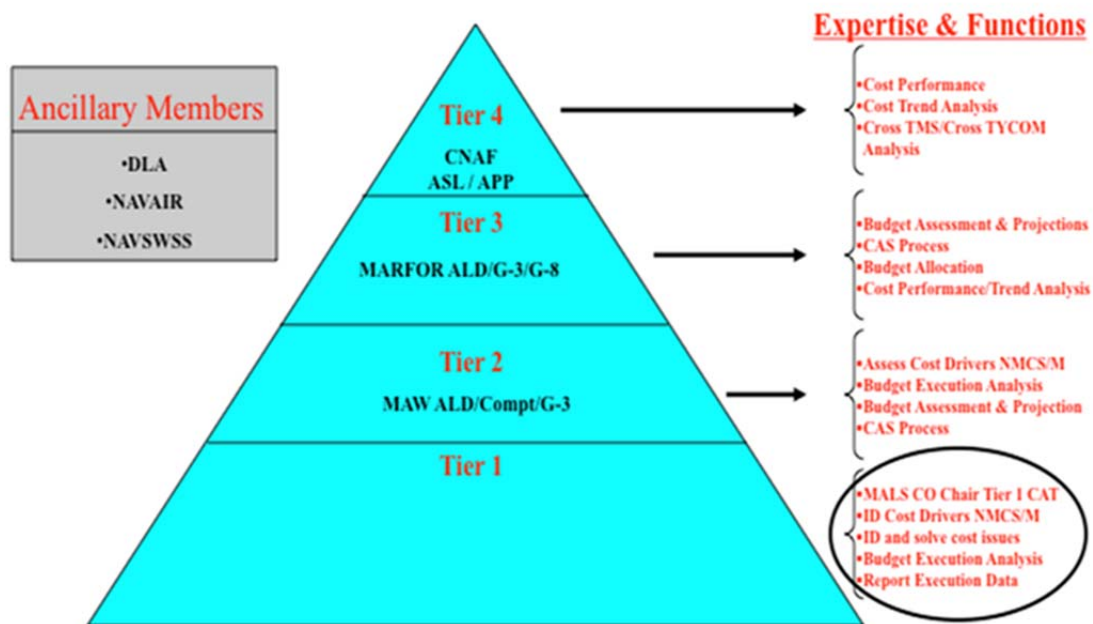 Expertise & Functions
Ancillary Members
•DLA
•NAVAIR
•NAVSWSS
Tier 4
CNAF
ASL / APP
•Cost Performance
•Cost Trend Analysis
•Cross TMS/Cross TYCOM
Analysis
Tier 3
MARFOR ALD/G-3/G-8
•Budget Assessment & Projections
•CAS Process
•Budget Allocation
•Cost Performance/Trend Analysis
Tier 2
MAW ALD/Compt/G-3
•Assess Cost Drivers NMCS/M
•Budget Execution Analysis
•Budget Assessment & Projection
•CAS Process
Tier 1
•MALS CO Chair Tier 1 CAT
•ID Cost Drivers NMCS/M
•ID and solve cost issues
•Budget Execution Analysis
•Report Execution Data